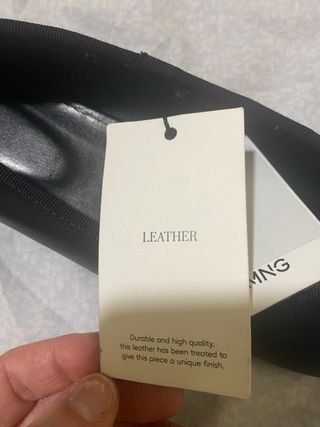 LEATHER
MNG
Durable and high quality,
this leather has been treated to
give this piece a unique finish.